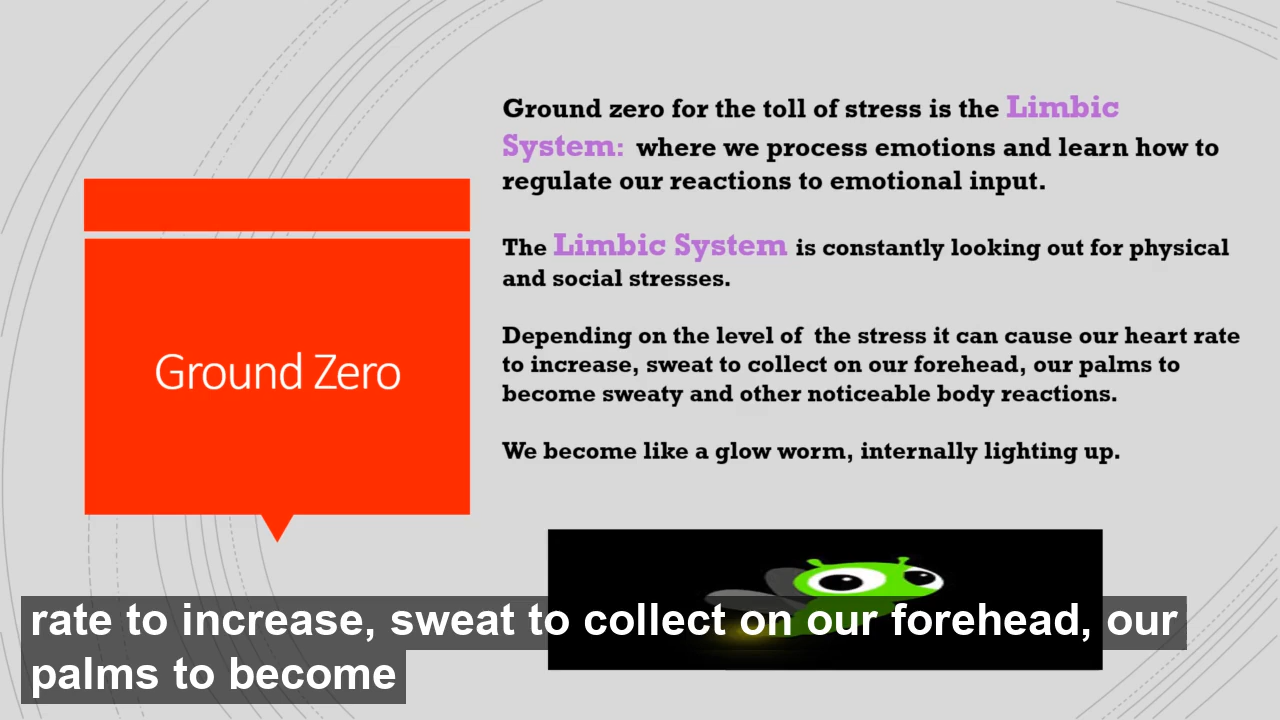 Ground Zero
Ground zero for the toll of stress is the Limbic
System: where we process emotions and learn how to
regulate our reactions to emotional input.
The Limbic System is constantly looking out for physical
and social stresses.
Depending on the level of the stress it can cause our heart rate
to increase, sweat to collect on our forehead, our palms to
become sweaty and other noticeable body reactions.
We become like a glow worm, internally lighting up.
rate to increase, sweat to collect on our forehead, our
palms to become